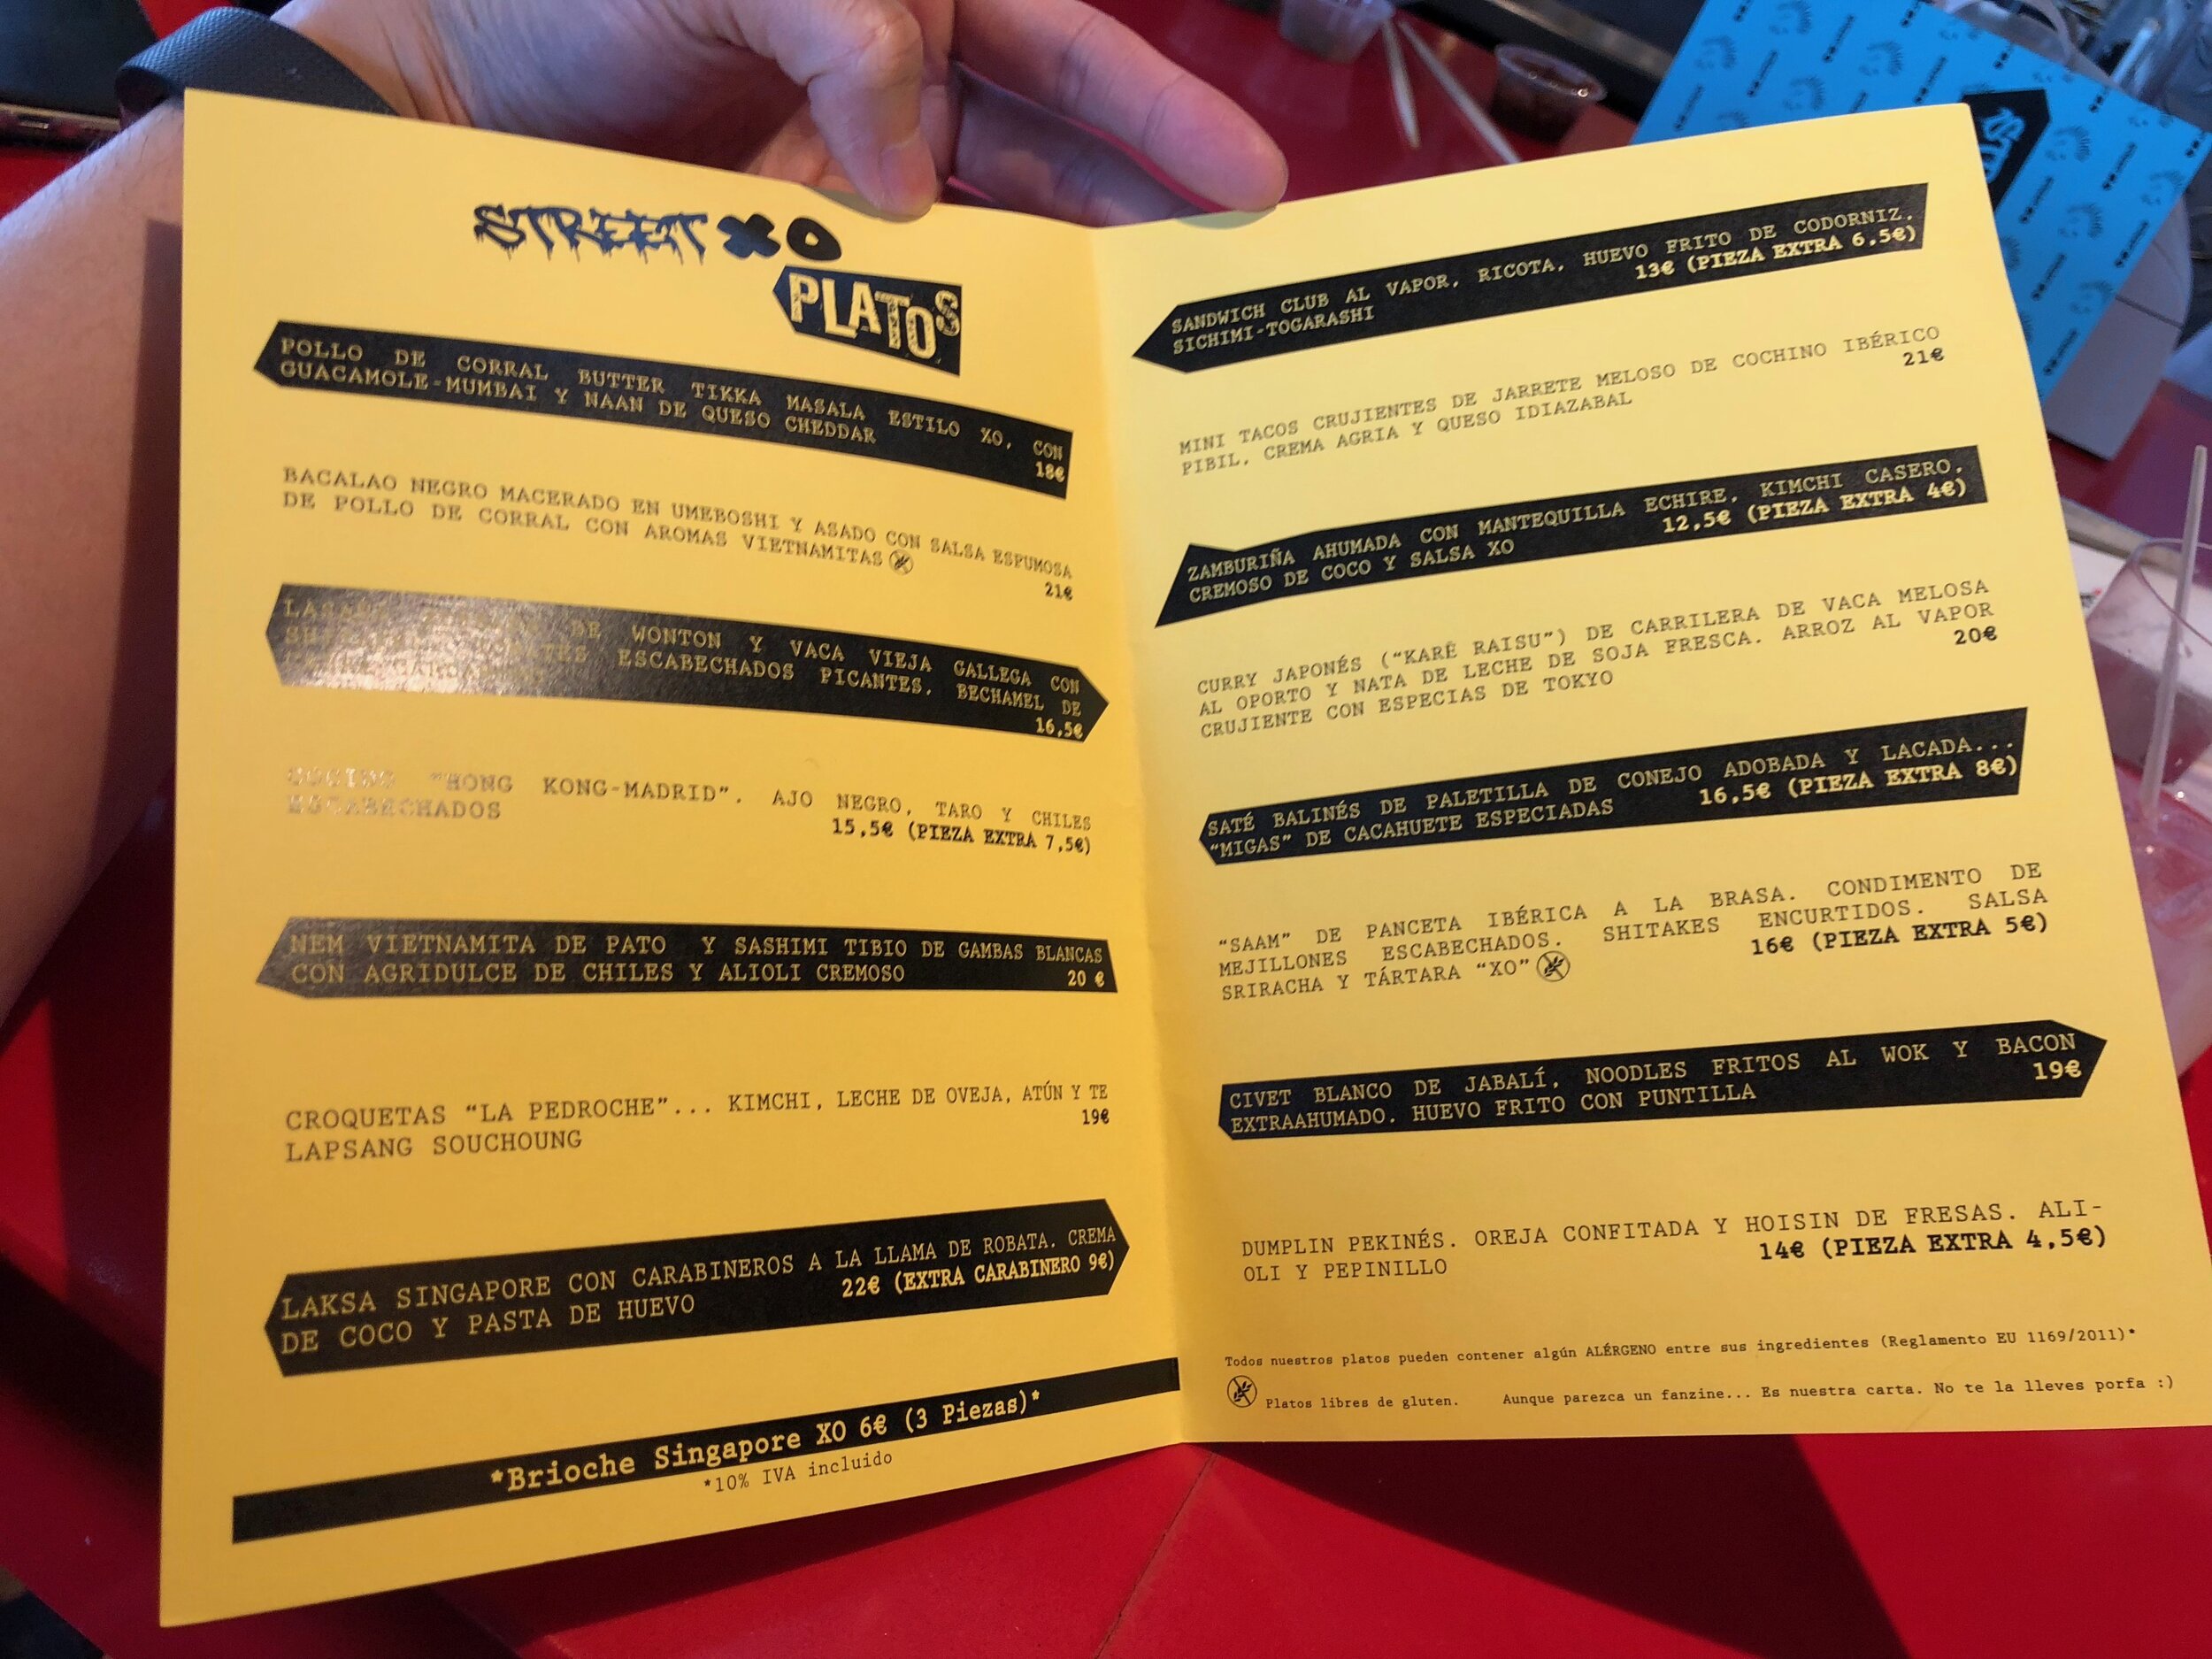 STREET XO
PLATOS
POLLO DE CORRAL BUTTER TIKKA MASALA ESTILO XO, CON
GUACAMOLE-MUMBAI Y NAAN DE QUESO CHEDDAR
18€
BACALAO NEGRO MACERADO EN UMEBOSHI Y ASADO CON SALSA ESPUMOSA
DE POLLO DE CORRAL CON AROMAS VIETNAMITAS
21€
DE WONTON Y VACA VIEJA GALLEGA CON
ESCABECHADOS PICANTES. BECHAMEL DE
16,5€
COCIDO "HONG KONG-MADRID". AJO NEGRO, TARO Y CHILES
ESCABECHADOS
15,5€ (PIEZA EXTRA 7,5€)
NEM VIETNAMITA DE PATO Y SASHIMI TIBIO DE GAMBAS BLANCAS
CON AGRIDULCE DE CHILES Y ALIOLI CREMOSO
20 €
CROQUETAS "LA PEDROCHE"... KIMCHI, LECHE DE OVEJA, ATÚN Y TE
LAPSANG SOUCHOUNG
19€
LAKSA SINGAPORE CON CARABINEROS A LA LLAMA DE ROBATA. CREMA
DE COCO Y PASTA DE HUEVO
22€ (EXTRA CARABINERO 9€)
*Brioche Singapore XO 6€ (3 Piezas)*
*10% IVA incluido
SANDWICH CLUB AL VAPOR. RICOTA. HUEVO FRITO DE CODORNIZ.
SICHIMI-TOGARASHI
13€ (PIEZA EXTRA 6,5€)
MINI TACOS CRUJIENTES DE JARRETE MELOSO DE COCHINO IBÉRICO
PIBIL. CREMA AGRIA Y QUESO IDIAZABAL
21€
ZAMBURIÑA AHUMADA CON MANTEQUILLA ECHIRE. KIMCHI CASERO.
CREMOSO DE COCO Y SALSA XO
12,5€ (PIEZA EXTRA 4€)
CURRY JAPONÉS ("KARÊ RAISU") DE CARRILERA DE VACA MELOSA
AL OPORTO Y NATA DE LECHE DE SOJA FRESCA. ARROZ AL VAPOR
CRUJIENTE CON ESPECIAS DE TOKYO
20€
SATÉ BALINÉS DE PALETILLA DE CONEJO ADOBADA Y LACADA...
"MIGAS" DE CACAHUETE ESPECIADAS
16,5€ (PIEZA EXTRA 8€)
"SAAM" DE PANCETA IBÉRICA A LA BRASA. CONDIMENTO DE
MEJILLONES ESCABECHADOS. SHITAKES ENCURTIDOS. SALSA
SRIRACHA Y TÁRTARA "XO"
16€ (PIEZA EXTRA 5€)
CIVET BLANCO DE JABALÍ. NOODLES FRITOS AL WOK Y BACON
EXTRAAHUMADO. HUEVO FRITO CON PUNTILLA
19€
DUMPLIN PEKINÉS. OREJA CONFITADA Y HOISIN DE FRESAS. ALI-
OLI Y PEPINILLO
14€ (PIEZA EXTRA 4,5€)
Todos nuestros platos pueden contener algún ALÉRGENO entre sus ingredientes (Reglamento EU 1169/2011)*
Platos libres de gluten. Aunque parezca un fanzine... Es nuestra carta. No te la lleves porfa :)